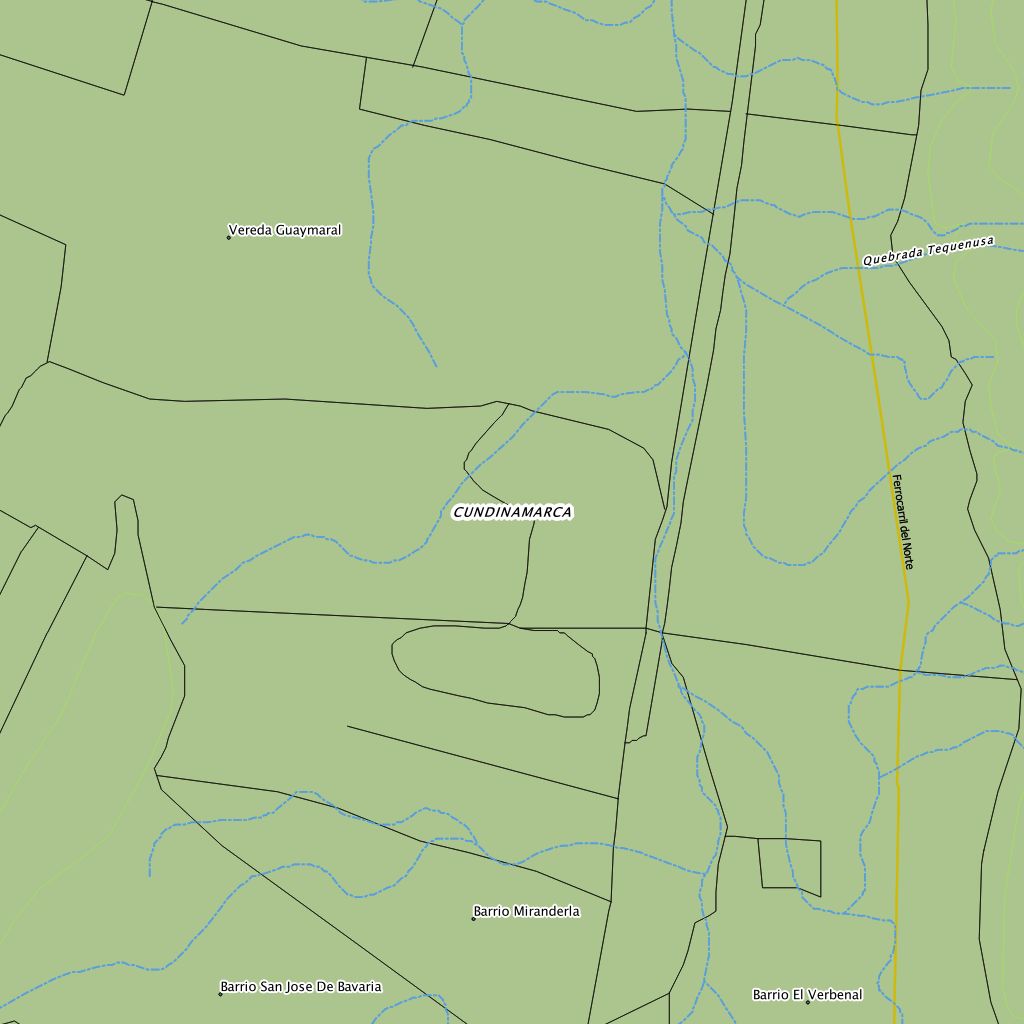 Vereda Guaymaral
Quebrada Tequenusa
CUNDINAMARCA
Ferrocarril del Norte
Barrio Miranderla
Barrio San Jose De Bavaria
Barrio El Verbenal